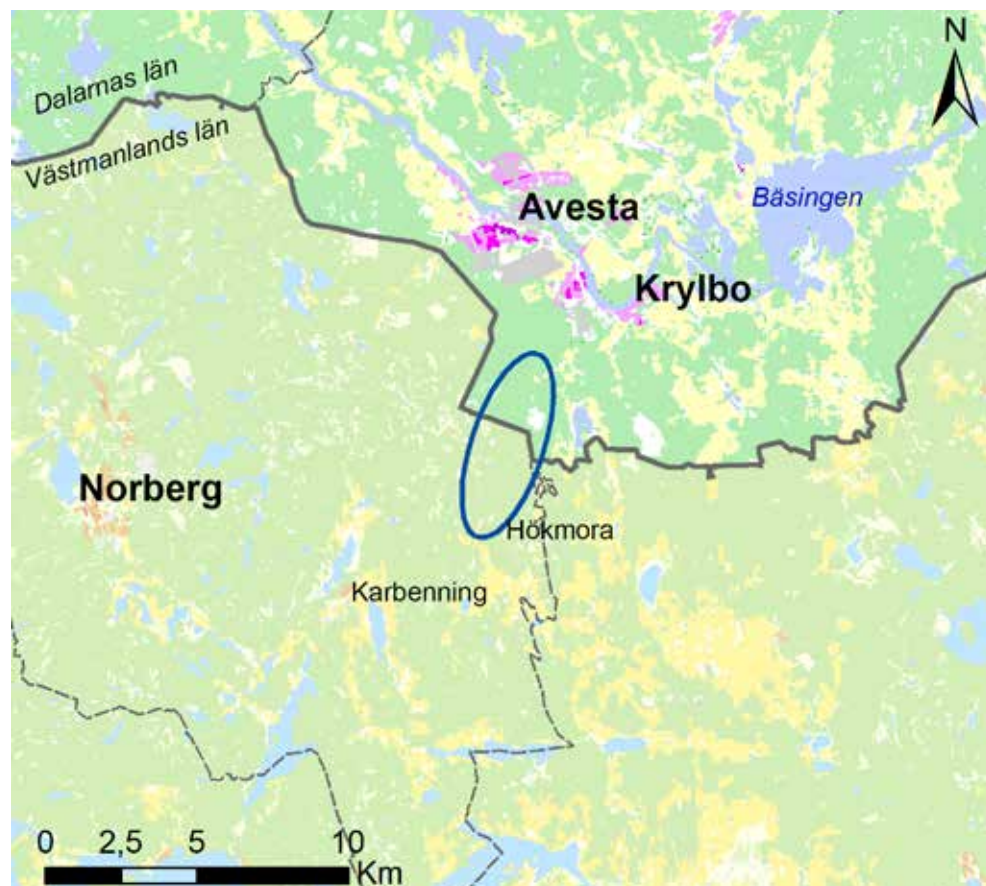 N
Dalarnas län
Västmanlands län
Avesta
Bäsingen
Krylbo
Norberg
Hökmora
Karbenning
0 2,5 5 10
Km